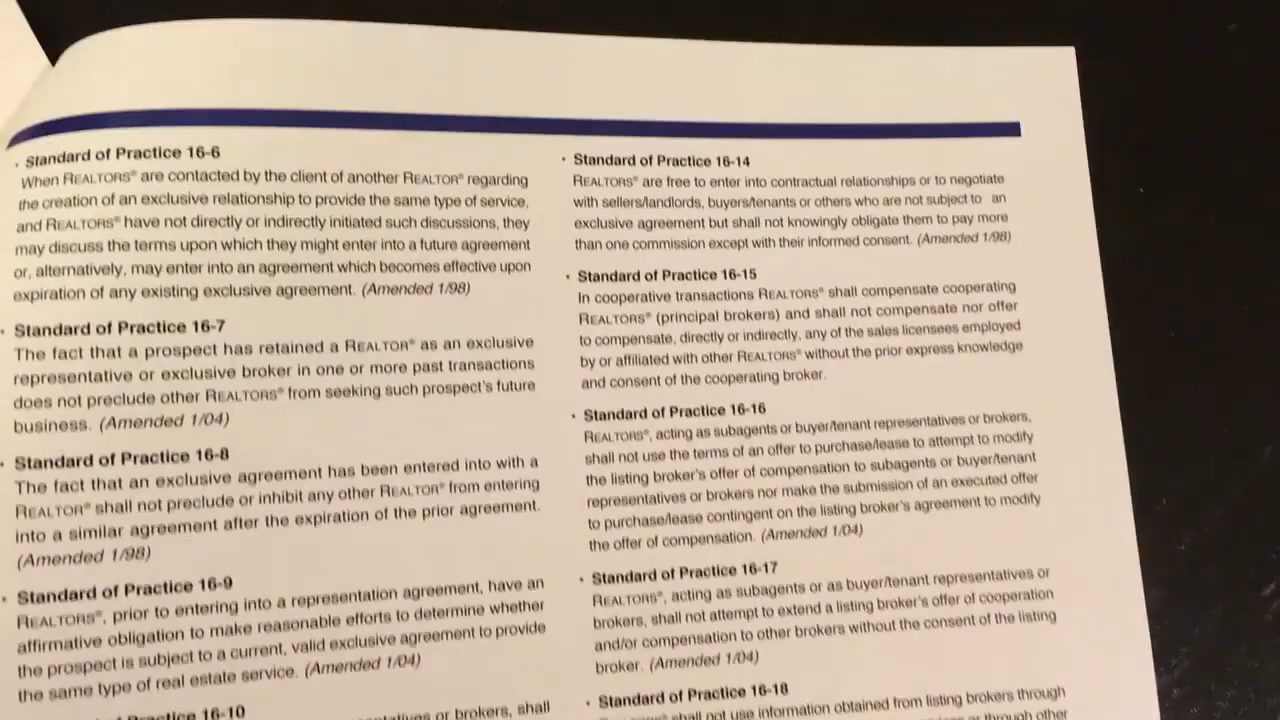 • Standard of Practice 16-6
When REALTORS® are contacted by the client of another REALTOR® regarding
the creation of an exclusive relationship to provide the same type of service,
and REALTORS® have not directly or indirectly initiated such discussions, they
may discuss the terms upon which they might enter into a future agreement
or, alternatively, may enter into an agreement which becomes effective upon
expiration of any existing exclusive agreement. (Amended 1/98)
• Standard of Practice 16-7
The fact that a prospect has retained a REALTOR® as an exclusive
representative or exclusive broker in one or more past transactions
does not preclude other REALTORS® from seeking such prospect's future
business. (Amended 1/04)
• Standard of Practice 16-8
The fact that an exclusive agreement has been entered into with a
REALTOR® shall not preclude or inhibit any other REALTOR® from entering
into a similar agreement after the expiration of the prior agreement.
(Amended 1/98)
• Standard of Practice 16-9
REALTORS®, prior to entering into a representation agreement, have an
affirmative obligation to make reasonable efforts to determine whether
the prospect is subject to a current, valid exclusive agreement to provide
the same type of real estate service. (Amended 1/04)
Practice 16-10
or brokers, shall
• Standard of Practice 16-14
REALTORS® are free to enter into contractual relationships or to negotiate
with sellers/landlords, buyers/tenants or others who are not subject to an
exclusive agreement but shall not knowingly obligate them to pay more
than one commission except with their informed consent. (Amended 1/98)
• Standard of Practice 16-15
In cooperative transactions REALTORS® shall compensate cooperating
REALTORS® (principal brokers) and shall not compensate nor offer
to compensate, directly or indirectly, any of the sales licensees employed
by or affiliated with other REALTORS® without the prior express knowledge
and consent of the cooperating broker.
• Standard of Practice 16-16
REALTORS®, acting as subagents or buyer/tenant representatives or brokers,
shall not use the terms of an offer to purchase/lease to attempt to modify
the listing broker's offer of compensation to subagents or buyer/tenant
representatives or brokers nor make the submission of an executed offer
to purchase/lease contingent on the listing broker's agreement to modify
the offer of compensation. (Amended 1/04)
• Standard of Practice 16-17
REALTORS®, acting as subagents or as buyer/tenant representatives or
brokers, shall not attempt to extend a listing broker's offer of cooperation
and/or compensation to other brokers without the consent of the listing
broker. (Amended 1/04)
• Standard of Practice 16-18
REALTORS® shall not use information obtained from listing brokers through
or through other